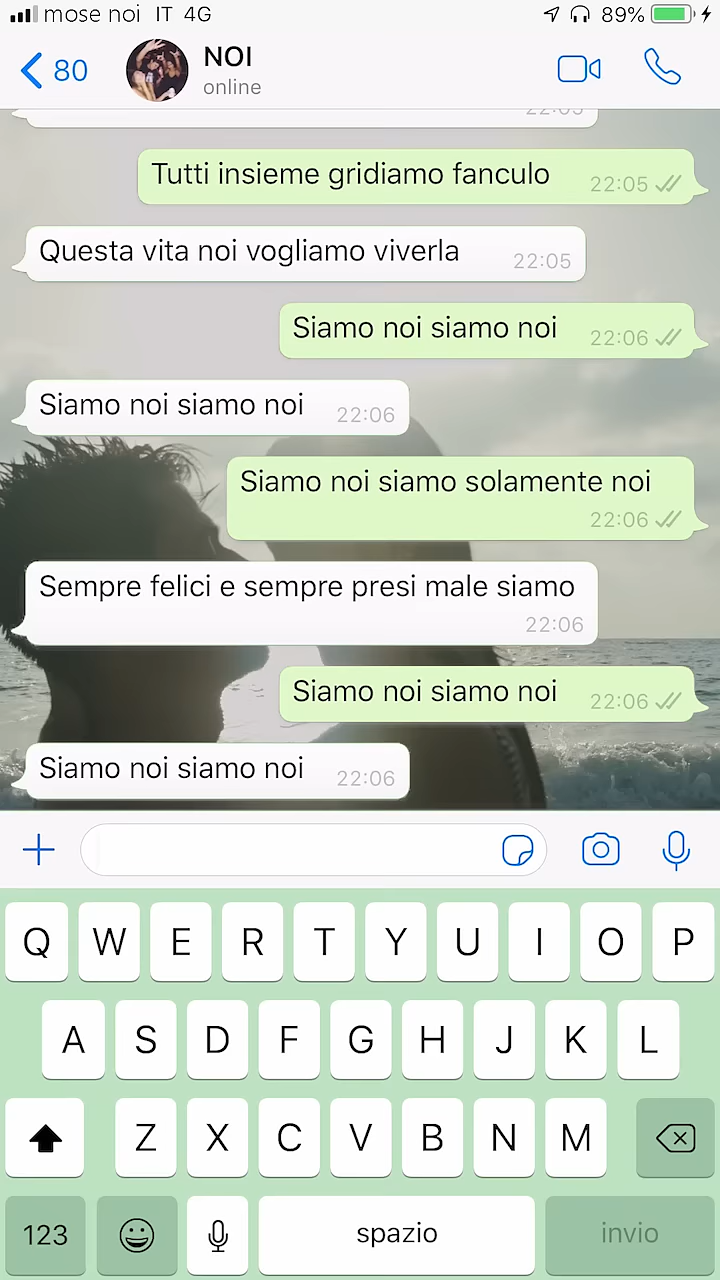 mose noi IT 4G 89%
80 NOI
online
22:05
Tutti insieme gridiamo fanculo 22:05
Questa vita noi vogliamo viverla 22:05
Siamo noi siamo noi 22:06
Siamo noi siamo noi 22:06
Siamo noi siamo solamente noi
22:06
Sempre felici e sempre presi male siamo
22:06
Siamo noi siamo noi 22:06
Siamo noi siamo noi 22:06
Q W E R T Y U I O P
A S D F G H J K L
Z X C V B N M
123 spazio invio